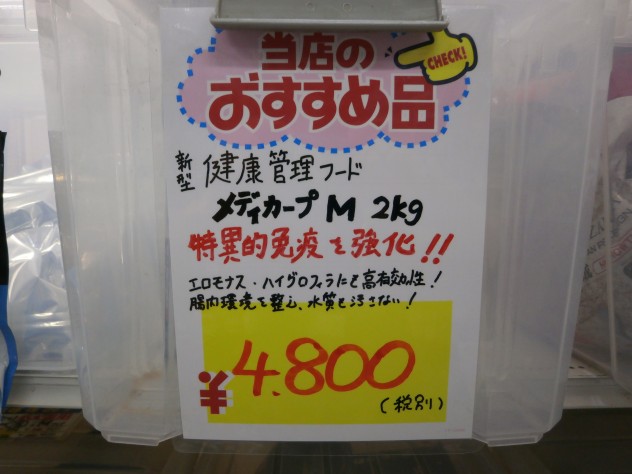 当店の
おすすめ品
CHECK!
新型 健康管理フード
メディカープ M 2kg
特異的免疫を強化!!
エロモナス・ハイドロフィラにも高有効性!
腸内環境を整え、水質を汚さない!
¥4.800
(税別)